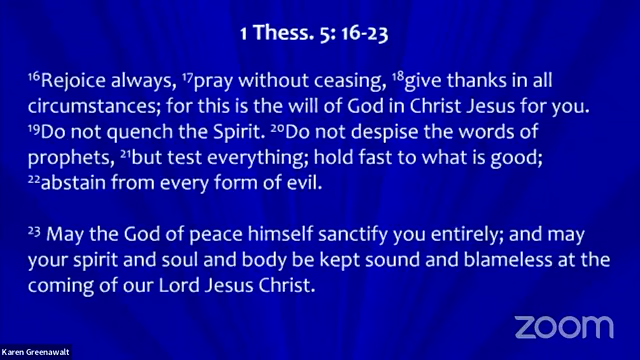 1 Thess. 5: 16-23
¹⁶Rejoice always, ¹⁷pray without ceasing, ¹⁸give thanks in all
circumstances; for this is the will of God in Christ Jesus for you.
¹⁹Do not quench the Spirit. ²⁰Do not despise the words of
prophets, ²¹but test everything; hold fast to what is good;
²²abstain from every form of evil.
²³ May the God of peace himself sanctify you entirely; and may
your spirit and soul and body be kept sound and blameless at the
coming of our Lord Jesus Christ.
zoom
Karen Greenawalt